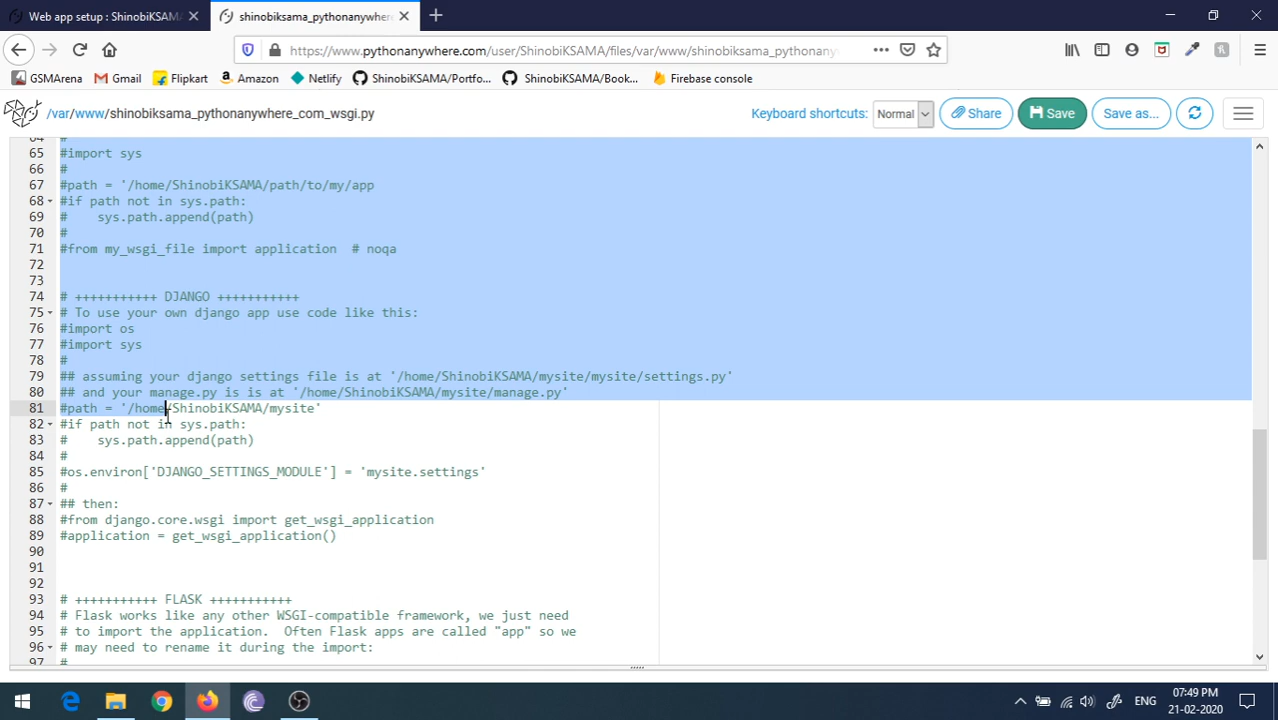 Web app setup : ShinobiKSAMA
shinobiksama_pythonanywhere
https://www.pythonanywhere.com/user/ShinobiKSAMA/files/var/www/shinobiksama_pythonanyw
GSMArena
Gmail
Flipkart
Amazon
Netlify
ShinobiKSAMA/Portfo...
ShinobiKSAMA/Book...
Firebase console
/var/www/shinobiksama_pythonanywhere_com_wsgi.py
Keyboard shortcuts:
Normal
Share
Save
Save as...
64 #
65 #import sys
66 #
67 #path = '/home/ShinobiKSAMA/path/to/my/app
68 #if path not in sys.path:
69 #    sys.path.append(path)
70 #
71 #from my_wsgi_file import application  # noqa
72
73
74 # +++++++++++ DJANGO +++++++++++
75 # To use your own django app use code like this:
76 #import os
77 #import sys
78 #
79 ## assuming your django settings file is at '/home/ShinobiKSAMA/mysite/mysite/settings.py'
80 ## and your manage.py is is at '/home/ShinobiKSAMA/mysite/manage.py'
81 #path = '/home/ShinobiKSAMA/mysite'
82 #if path not in sys.path:
83 #    sys.path.append(path)
84 #
85 #os.environ['DJANGO_SETTINGS_MODULE'] = 'mysite.settings'
86 #
87 ## then:
88 #from django.core.wsgi import get_wsgi_application
89 #application = get_wsgi_application()
90
91
92
93 # +++++++++++ FLASK +++++++++++
94 # Flask works like any other WSGI-compatible framework, we just need
95 # to import the application.  Often Flask apps are called "app" so we
96 # may need to rename it during the import:
97 #
ENG
07:49 PM
21-02-2020